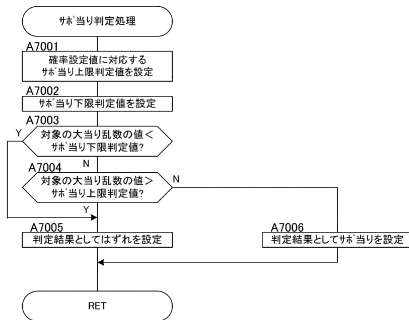 サポ当り判定処理
A7001
確率設定値に対応する
サポ当り上限判定値を設定
A7002
サポ当り下限判定値を設定
A7003
対象の大当り乱数の値＜
サポ当り下限判定値?
Y
N
A7004
対象の大当り乱数の値＞
サポ当り上限判定値?
N
Y
A7005
判定結果としてはずれを設定
A7006
判定結果としてサポ当りを設定
RET